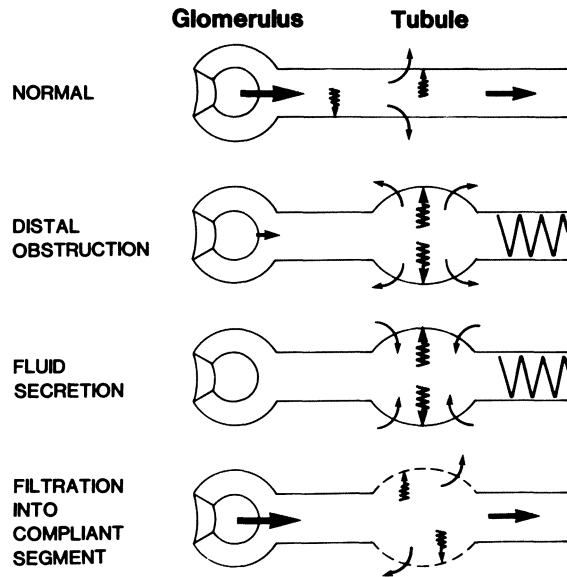 Glomerulus Tubule
NORMAL
DISTAL
OBSTRUCTION
FLUID
SECRETION
FILTRATION
INTO
COMPLIANT
SEGMENT